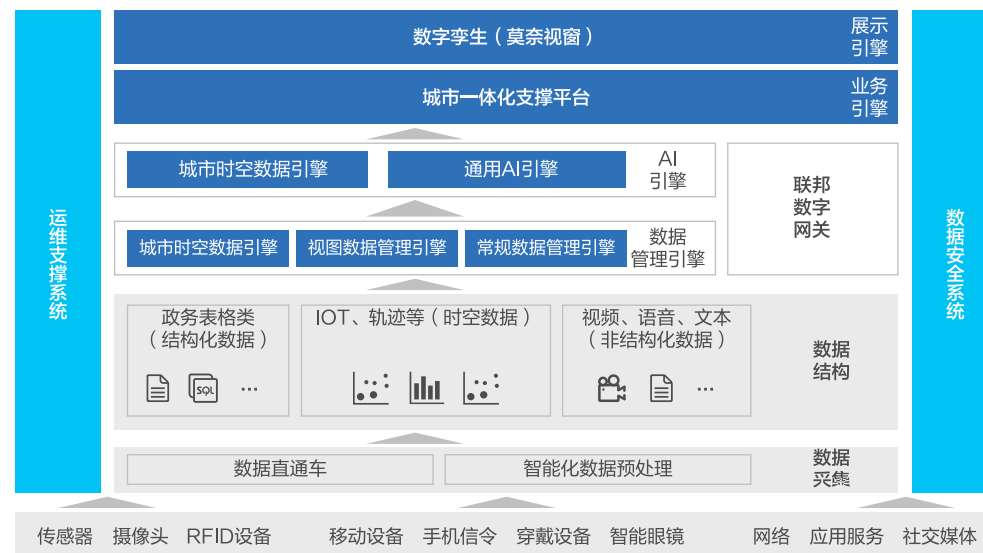 数字孪生（莫奈视窗）
展示
引擎
城市一体化支撑平台
业务
引擎
城市时空数据引擎
通用AI引擎
AI
引擎
城市时空数据引擎
视图数据管理引擎
常规数据管理引擎
数据
管理引擎
联邦
数字
网关
运维支撑系统
数据安全系统
政务表格类
（结构化数据）
SQL
...
IOT、轨迹等（时空数据）
视频、语音、文本
（非结构化数据）
...
数据
结构
数据直通车
智能化数据预处理
数据
采集
传感器 摄像头 RFID设备 移动设备 手机信令 穿戴设备 智能眼镜 网络 应用服务 社交媒体